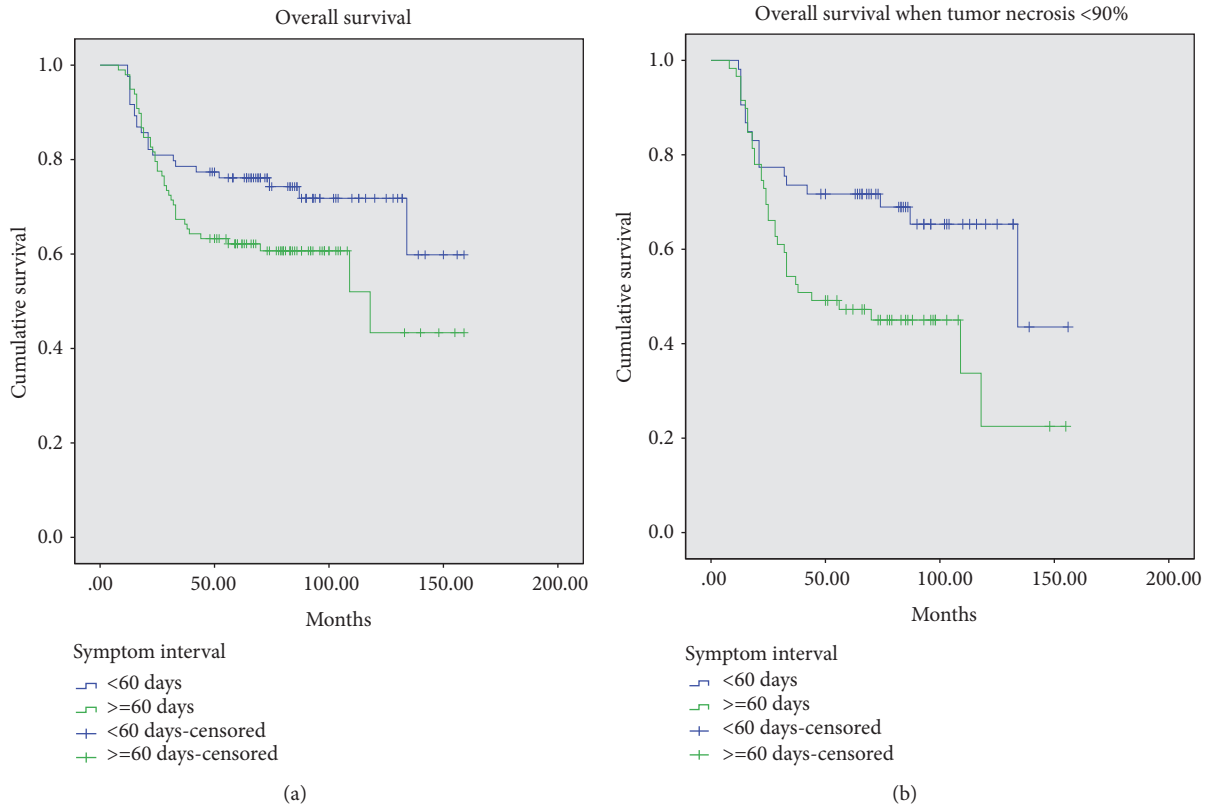 Overall survival
1.0
0.8
0.6
0.4
0.2
0.0
Cumulative survival
.00 50.00 100.00 150.00 200.00
Months
Symptom interval
<60 days
>=60 days
<60 days-censored
>=60 days-censored
(a)
Overall survival when tumor necrosis <90%
1.0
0.8
0.6
0.4
0.2
0.0
Cumulative survival
.00 50.00 100.00 150.00 200.00
Months
Symptom interval
<60 days
>=60 days
<60 days-censored
>=60 days-censored
(b)